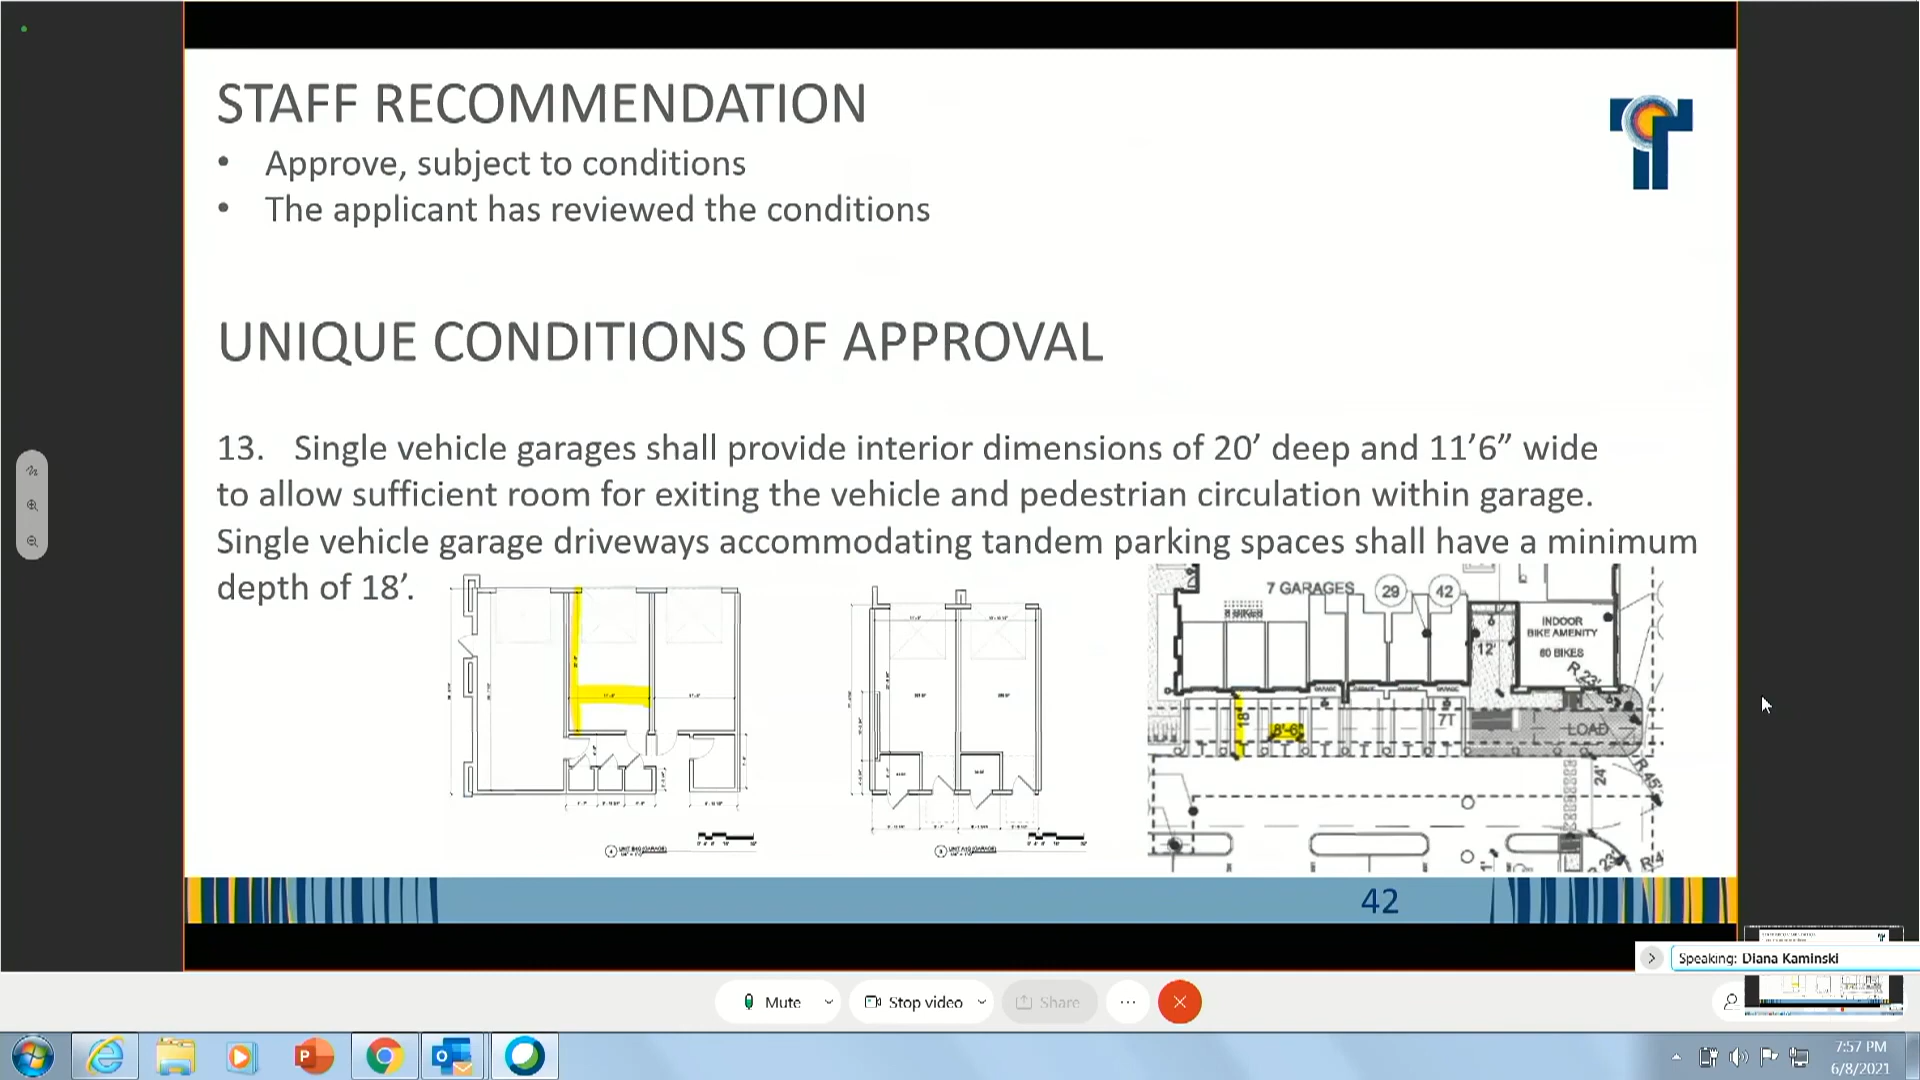 STAFF RECOMMENDATION
• Approve, subject to conditions
• The applicant has reviewed the conditions
UNIQUE CONDITIONS OF APPROVAL
13. Single vehicle garages shall provide interior dimensions of 20’ deep and 11’6” wide
to allow sufficient room for exiting the vehicle and pedestrian circulation within garage.
Single vehicle garage driveways accommodating tandem parking spaces shall have a minimum
depth of 18’.
7 GARAGES 29 42
INDOOR
BIKE AMENITY
60 BIKES
12'
R 23'
18'
8'-6"
7T
LOAD
24'
R 45'
42
Speaking: Diana Kaminski
Mute
Stop video
Share
7:57 PM
6/8/2021